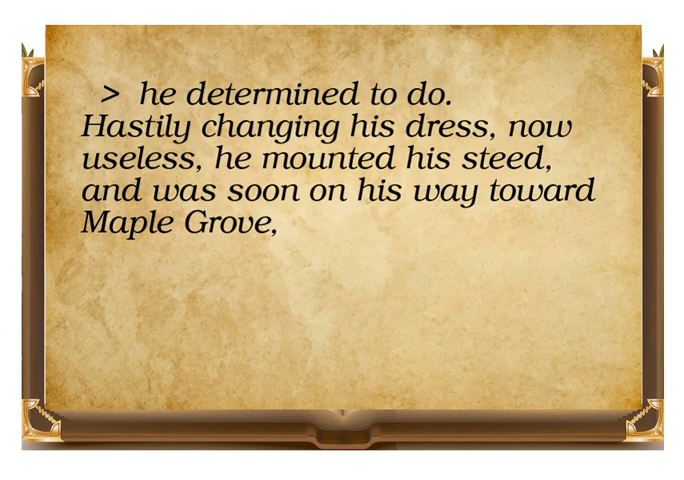 > he determined to do.
Hastily changing his dress, now
useless, he mounted his steed,
and was soon on his way toward
Maple Grove,